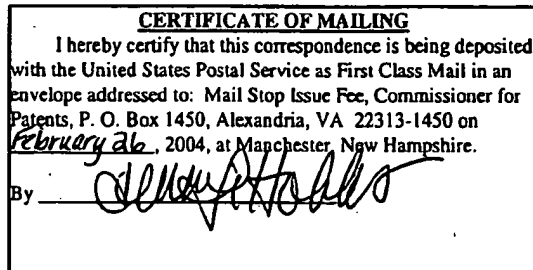 CERTIFICATE OF MAILING
I hereby certify that this correspondence is being deposited
with the United States Postal Service as First Class Mail in an
envelope addressed to: Mail Stop Issue Fee, Commissioner for
Patents, P. O. Box 1450, Alexandria, VA 22313-1450 on
February 26, 2004, at Manchester, New Hampshire.
By